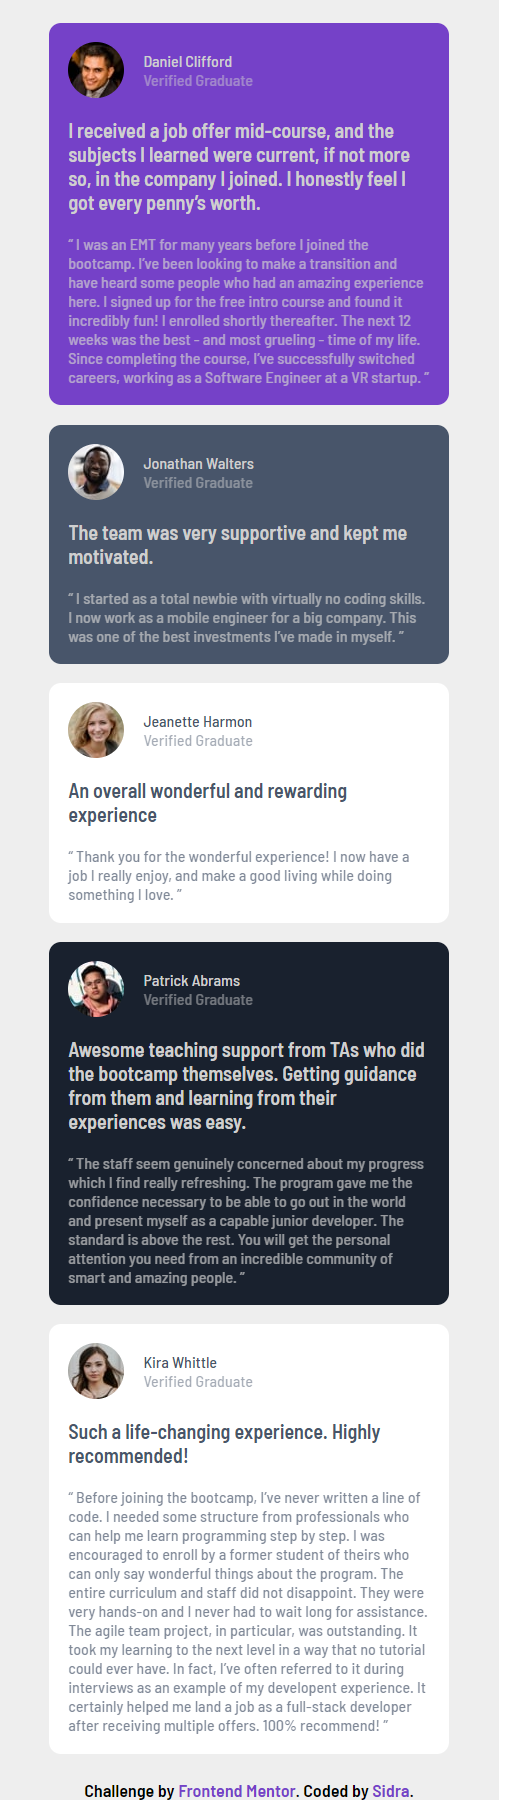 Daniel Clifford
Verified Graduate
I received a job offer mid-course, and the
subjects I learned were current, if not more
so, in the company I joined. I honestly feel I
got every penny’s worth.
“ I was an EMT for many years before I joined the
bootcamp. I’ve been looking to make a transition and
have heard some people who had an amazing experience
here. I signed up for the free intro course and found it
incredibly fun! I enrolled shortly thereafter. The next 12
weeks was the best - and most grueling - time of my life.
Since completing the course, I’ve successfully switched
careers, working as a Software Engineer at a VR startup. ”
Jonathan Walters
Verified Graduate
The team was very supportive and kept me
motivated.
“ I started as a total newbie with virtually no coding skills.
I now work as a mobile engineer for a big company. This
was one of the best investments I’ve made in myself. ”
Jeanette Harmon
Verified Graduate
An overall wonderful and rewarding
experience
“ Thank you for the wonderful experience! I now have a
job I really enjoy, and make a good living while doing
something I love. ”
Patrick Abrams
Verified Graduate
Awesome teaching support from TAs who did
the bootcamp themselves. Getting guidance
from them and learning from their
experiences was easy.
“ The staff seem genuinely concerned about my progress
which I find really refreshing. The program gave me the
confidence necessary to be able to go out in the world
and present myself as a capable junior developer. The
standard is above the rest. You will get the personal
attention you need from an incredible community of
smart and amazing people. ”
Kira Whittle
Verified Graduate
Such a life-changing experience. Highly
recommended!
“ Before joining the bootcamp, I’ve never written a line of
code. I needed some structure from professionals who
can help me learn programming step by step. I was
encouraged to enroll by a former student of theirs who
can only say wonderful things about the program. The
entire curriculum and staff did not disappoint. They were
very hands-on and I never had to wait long for assistance.
The agile team project, in particular, was outstanding. It
took my learning to the next level in a way that no tutorial
could ever have. In fact, I’ve often referred to it during
interviews as an example of my developent experience. It
certainly helped me land a job as a full-stack developer
after receiving multiple offers. 100% recommend! ”
Challenge by Frontend Mentor. Coded by Sidra.